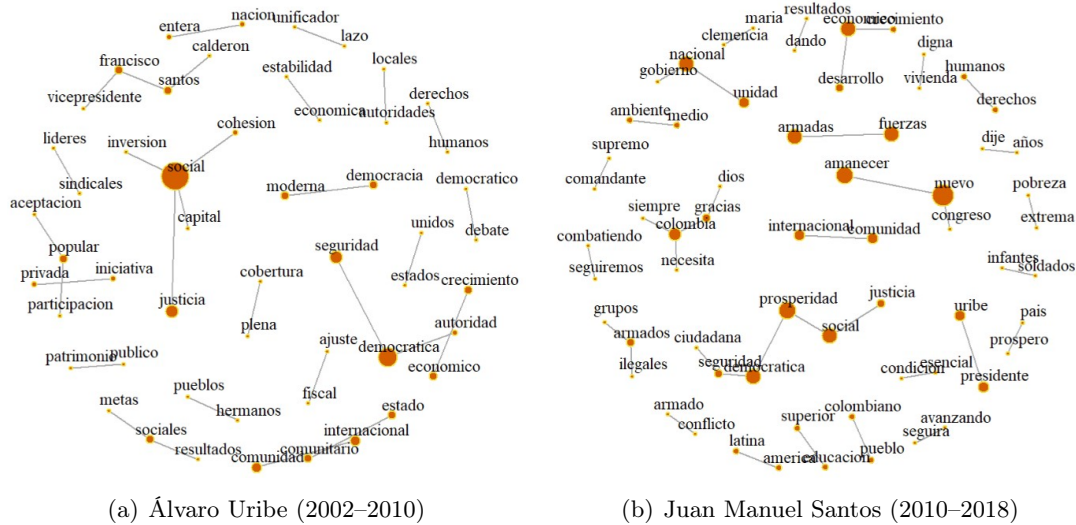 entera
nacion
unificador
lazo
francisco
calderon
santos
vicepresidente
estabilidad
economica
locales
autoridades
derechos
humanos
lideres
sindicales
inversion
cohesion
social
capital
justicia
moderna
democracia
democratico
debate
aceptacion
popular
participacion
privada
iniciativa
seguridad
unidos
estados
cobertura
plena
crecimiento
autoridad
democratica
economico
ajuste
fiscal
patrimonio
publico
pueblos
hermanos
metas
sociales
resultados
estado
internacional
comunitario
comunidad
(a) Álvaro Uribe (2002–2010)
maria
clemencia
resultados
dando
economico
crecimiento
desarrollo
digna
vivienda
nacional
gobierno
unidad
humanos
derechos
ambiente
medio
armadas
fuerzas
dije
años
supremo
comandante
amanecer
nuevo
congreso
pobreza
extrema
dios
gracias
siempre
colombia
necesita
internacional
comunidad
combatiendo
seguiremos
infantes
soldados
prosperidad
justicia
social
uribe
presidente
pais
prospero
grupos
armados
ilegales
ciudadana
seguridad
democratica
condicion
esencial
armado
conflicto
latina
america
superior
educacion
colombiano
pueblo
avanzando
seguira
(b) Juan Manuel Santos (2010–2018)